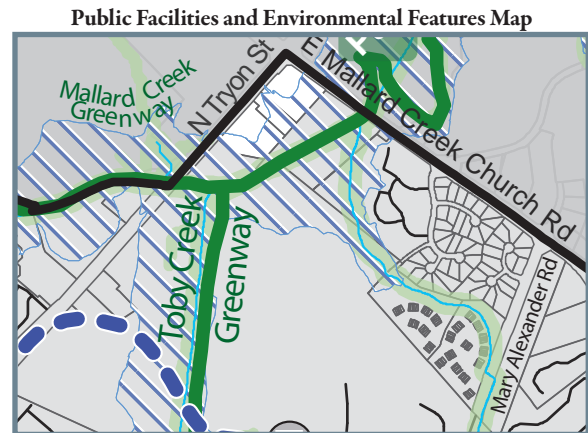 Public Facilities and Environmental Features Map
Mallard Creek
Greenway
N Tryon St
E Mallard Creek Church Rd
Toby Creek
Greenway
Mary Alexander Rd